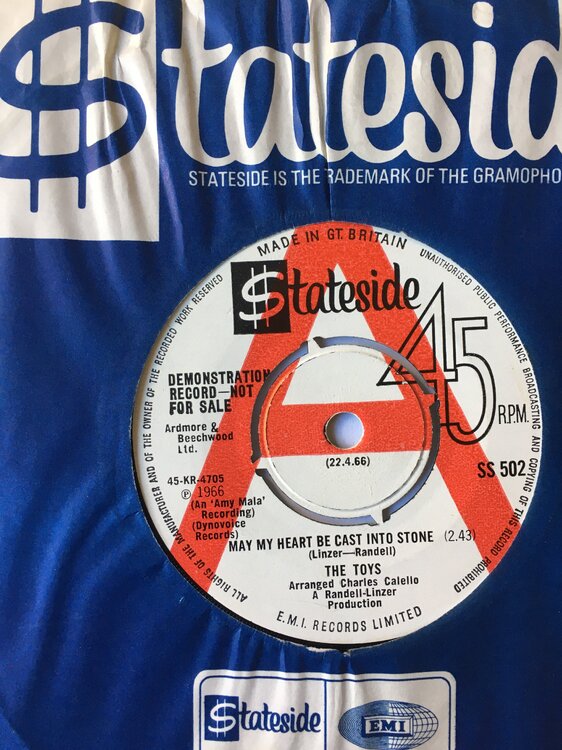 $tatesid
STATESIDE IS THE TRADEMARK OF THE GRAMOPHO
MADE IN GT. BRITAIN
UNAUTHORISED PUBLIC PERFORMANCE BROADCASTING AND COPYING OF THIS RECORD PROHIBITED
ALL RIGHTS OF THE MANUFACTURER AND OF THE OWNER OF THE RECORDED WORK RESERVED
$tateside
45
R.P.M.
DEMONSTRATION
RECORD—NOT
FOR SALE
Ardmore &
Beechwood
Ltd.
(22.4.66)
SS 502
45-KR-4705
Ⓟ 1966
(An 'Amy Mala'
Recording)
(Dynovoice
Records)
A
MAY MY HEART BE CAST INTO STONE (2.43)
(Linzer—Randell)
THE TOYS
Arranged Charles Calello
A Randell-Linzer
Production
E.M.I. RECORDS LIMITED
$tateside
EMI